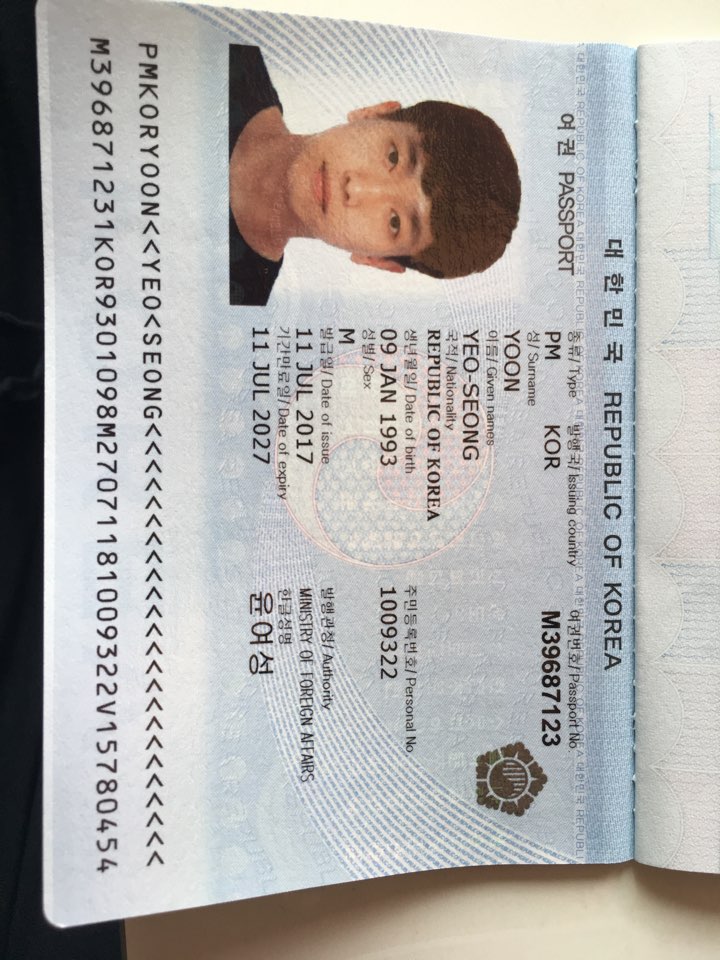 대한민국 REPUBLIC OF KOREA
여권 PASSPORT
종류/Type 발행국/Issuing country 여권번호/Passport No.
PM KOR M39687123
성/Surname
YOON
이름/Given names
YEO-SEONG
국적/Nationality
REPUBLIC OF KOREA
생년월일/Date of birth 주민등록번호/Personal No.
09 JAN 1993 1009322
성별/Sex
M
발급일/Date of issue 발행관청/Authority
11 JUL 2017 MINISTRY OF FOREIGN AFFAIRS
기간만료일/Date of expiry 한글성명
11 JUL 2027 윤여성
PMKORYOON<<YEO<SEONG<<<<<<<<<<<<<<<<<<<<<<<<
M396871231KOR9301098M27071181009322V15780454